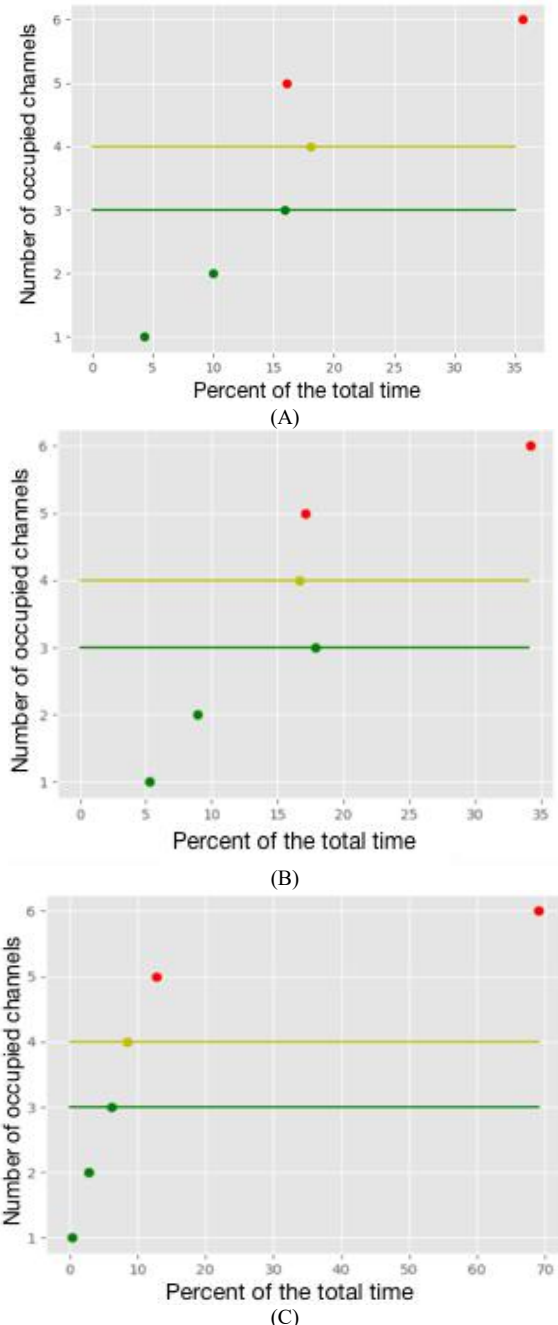 6
5
4
3
2
1
Number of occupied channels
0 5 10 15 20 25 30 35
Percent of the total time
(A)
6
5
4
3
2
1
Number of occupied channels
0 5 10 15 20 25 30 35
Percent of the total time
(B)
6
5
4
3
2
1
Number of occupied channels
0 10 20 30 40 50 60 70
Percent of the total time
(C)